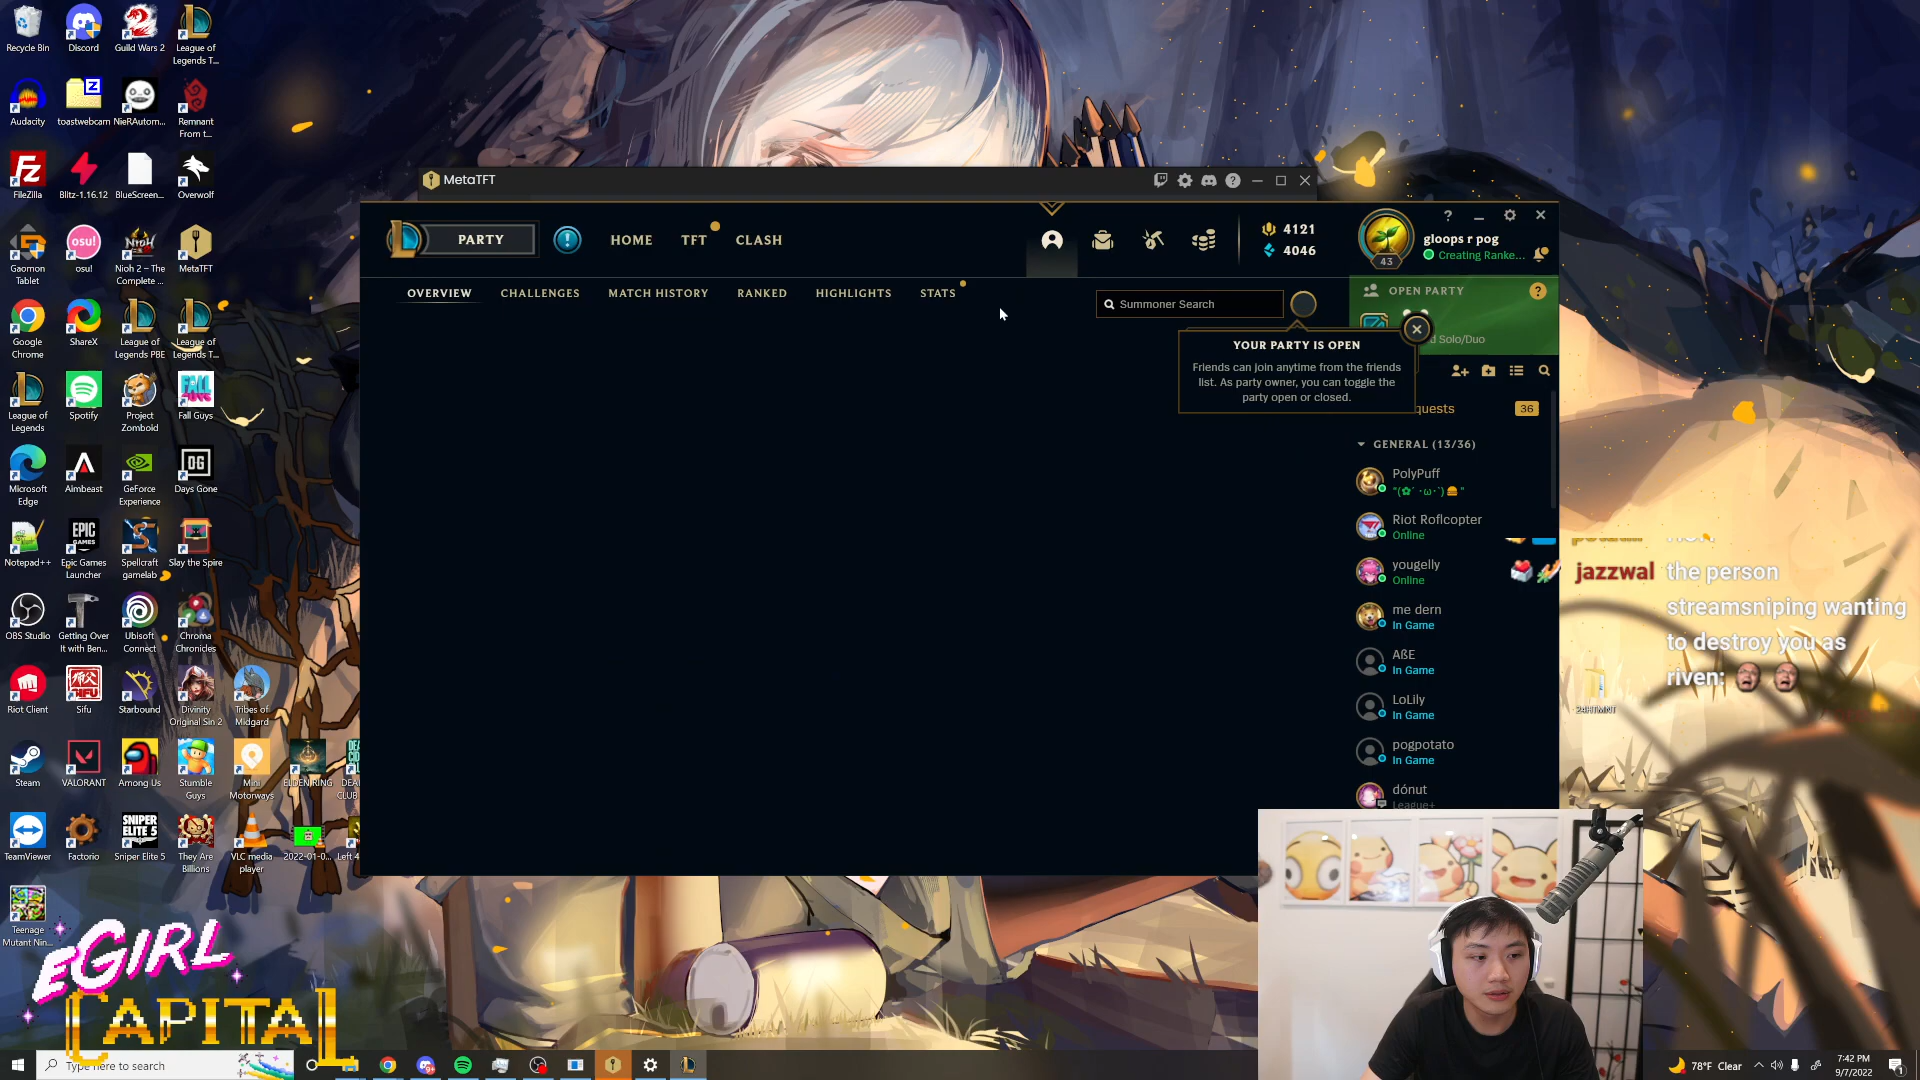 Recycle Bin
Discord
Guild Wars 2
League of
Legends T...
Audacity
toastwebcam
NieRAutom...
Remnant
From t...
FileZilla
Blitz-1.16.12
BlueScreen...
Overwolf
Gaomon
Tablet
osu!
Nioh 2 – The
Complete ...
MetaTFT
Google
Chrome
ShareX
League of
Legends PBE
League of
Legends T...
League of
Legends
Spotify
Project
Zomboid
Fall Guys
Microsoft
Edge
Aimbeast
GeForce
Experience
Days Gone
Notepad++
Epic Games
Launcher
Spellcraft
gamelab
Slay the Spire
OBS Studio
Getting Over
It with Ben...
Ubisoft
Connect
Chroma
Chronicles
Riot Client
Sifu
Starbound
Divinity
Original Sin 2
Tribes of
Midgard
Steam
VALORANT
Among Us
Stumble
Guys
Mini
Motorways
ELDEN RING
DEA
CLUB
TeamViewer
Factorio
Sniper Elite 5
They Are
Billions
VLC media
player
2022-01-0...
Left 4
Teenage
Mutant Nin...
EGIRL
CAPITAL
MetaTFT
PARTY
HOME
TFT
CLASH
4121
4046
43
gloops r pog
Creating Ranke...
OVERVIEW
CHALLENGES
MATCH HISTORY
RANKED
HIGHLIGHTS
STATS
Summoner Search
OPEN PARTY
d Solo/Duo
YOUR PARTY IS OPEN
Friends can join anytime from the friends
list. As party owner, you can toggle the
party open or closed.
quests
36
GENERAL (13/36)
PolyPuff
Riot Roflcopter
Online
yougelly
Online
me dern
In Game
AßE
In Game
LoLily
In Game
pogpotato
In Game
dónut
League+
jazzwal the person
streamsniping wanting
to destroy you as
riven:
Type here to search
78°F Clear
7:42 PM
9/7/2022